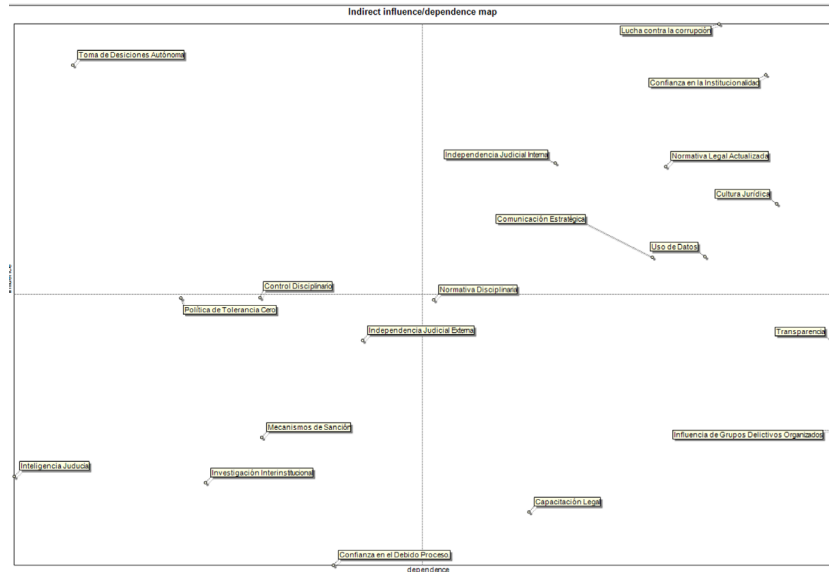 Indirect influence/dependence map
Lucha contra la corrupción
Toma de Desiciones Autónoma
Confianza en la Institucionalidad
Independencia Judicial Interna
Normativa Legal Actualizada
Cultura Jurídica
Comunicación Estratégica
Uso de Datos
Control Disciplinario
Normativa Disciplinaria
Política de Tolerancia Cero
Independencia Judicial Externa
Transparencia
Mecanismos de Sanción
Influencia de Grupos Delictivos Organizados
Inteligencia Juducial
Investigación Interinstitucional
Capacitación Legal
Confianza en el Debido Proceso.
dependence